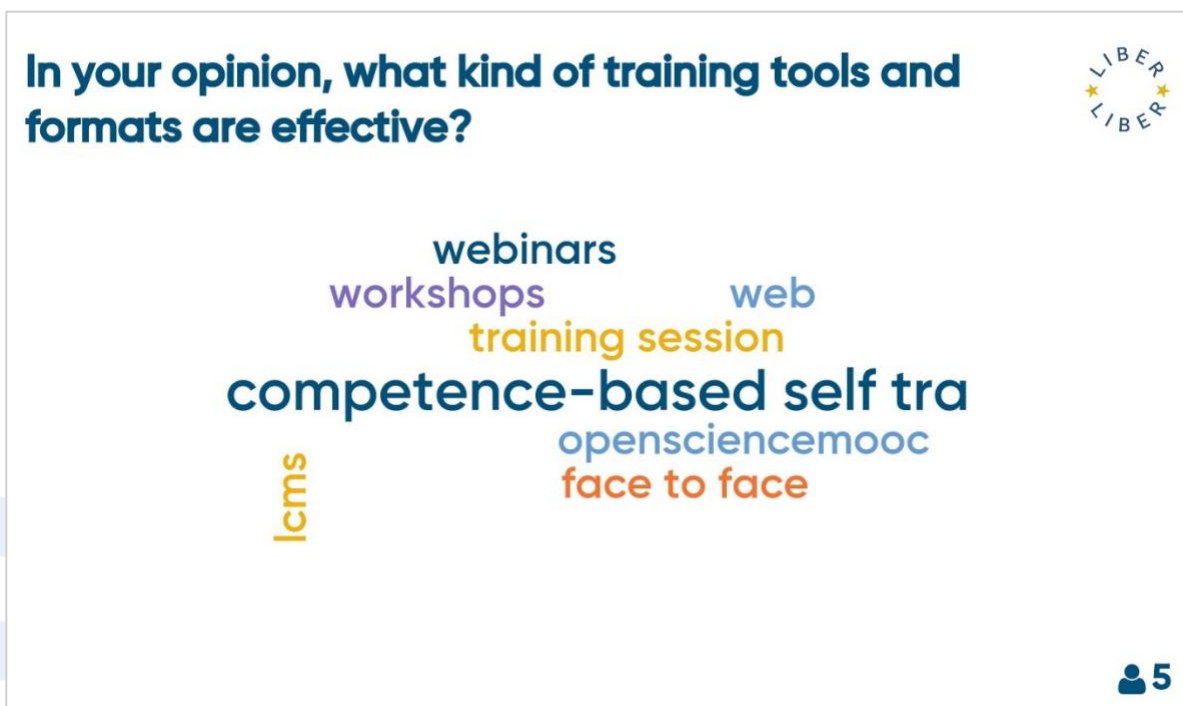 In your opinion, what kind of training tools and
formats are effective?
LIBER
LIBER
webinars
workshops
web
training session
competence-based self tra
opensciencemooc
face to face
lcms
5